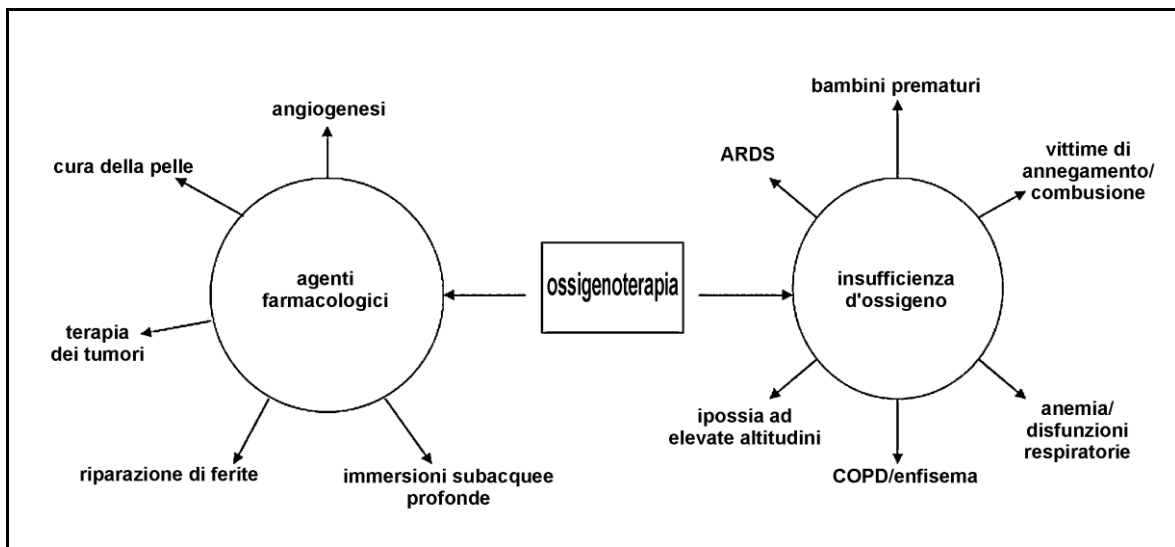 angiogenesi
cura della pelle
agenti
farmacologici
terapia
dei tumori
riparazione di ferite
immersioni subacquee
profonde
ossigenoterapia
bambini prematuri
ARDS
vittime di
annegamento/
combusione
insufficienza
d'ossigeno
ipossia ad
elevate altitudini
COPD/enfisema
anemia/
disfunzioni
respiratorie